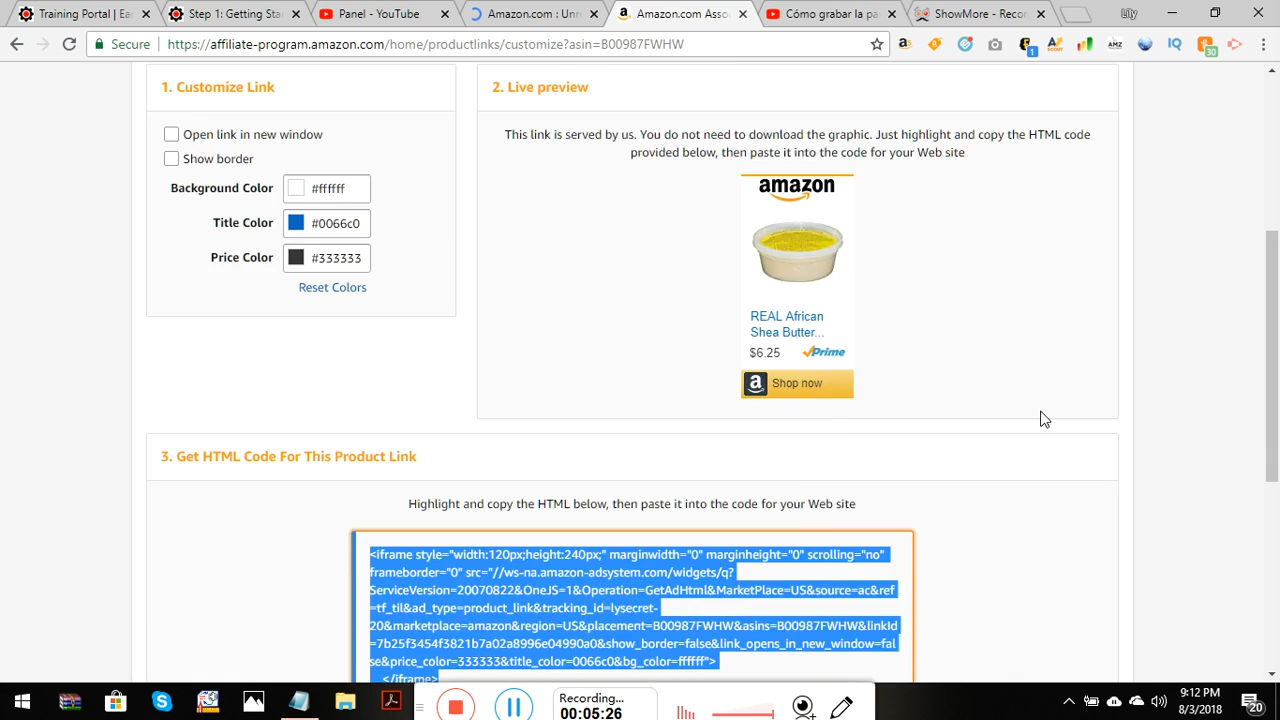 Training Portal | Ea
Step 1: Getting Sta
Panel - YouTube
Amazon.com : Unr
Amazon.com Asso
Cómo grabar la pa
ShowMore - Recor
Lily
Secure
https://affiliate-program.amazon.com/home/productlinks/customize?asin=B00987FWHW
1
AMZ
IQ
30
1. Customize Link
Open link in new window
Show border
Background Color #ffffff
Title Color #0066c0
Price Color #333333
Reset Colors
2. Live preview
This link is served by us. You do not need to download the graphic. Just highlight and copy the HTML code
provided below, then paste it into the code for your Web site
amazon
REAL African
Shea Butter...
$6.25 Prime
a Shop now
3. Get HTML Code For This Product Link
Highlight and copy the HTML below, then paste it into the code for your Web site
<iframe style="width:120px;height:240px;" marginwidth="0" marginheight="0" scrolling="no"
frameborder="0" src="//ws-na.amazon-adsystem.com/widgets/q?
ServiceVersion=20070822&OneJS=1&Operation=GetAdHtml&MarketPlace=US&source=ac&ref
=tf_til&ad_type=product_link&tracking_id=lysecret-
20&marketplace=amazon&region=US&placement=B00987FWHW&asins=B00987FWHW&linkId
=7b25f3454f3821b7a02a8996e04990a0&show_border=false&link_opens_in_new_window=fal
se&price_color=333333&title_color=0066c0&bg_color=ffffff">
</iframe>
Recording...
00:05:26
9:12 PM
8/3/2018
20